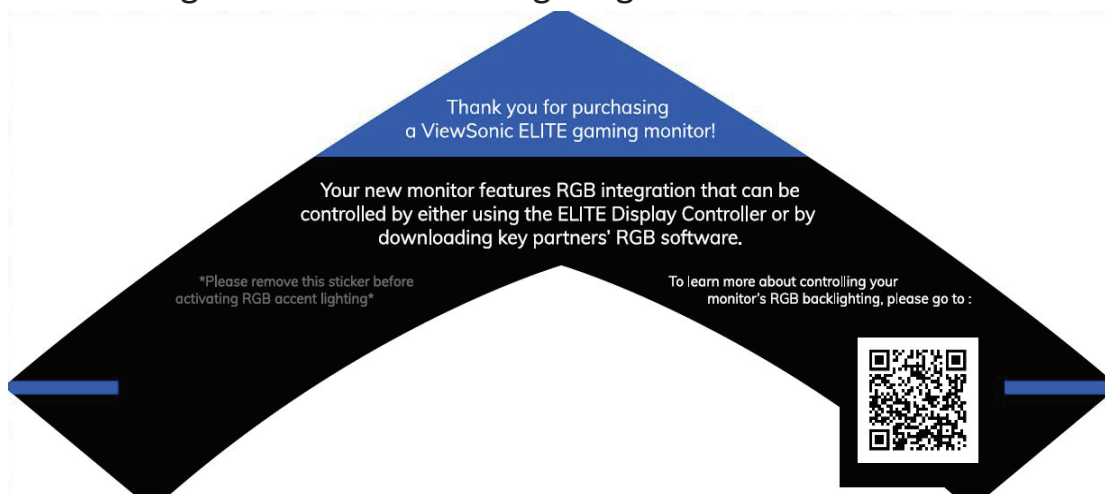 Thank you for purchasing
a ViewSonic ELITE gaming monitor!
Your new monitor features RGB integration that can be
controlled by either using the ELITE Display Controller or by
downloading key partners' RGB software.
*Please remove this sticker before
activating RGB accent lighting*
To learn more about controlling your
monitor's RGB backlighting, please go to :